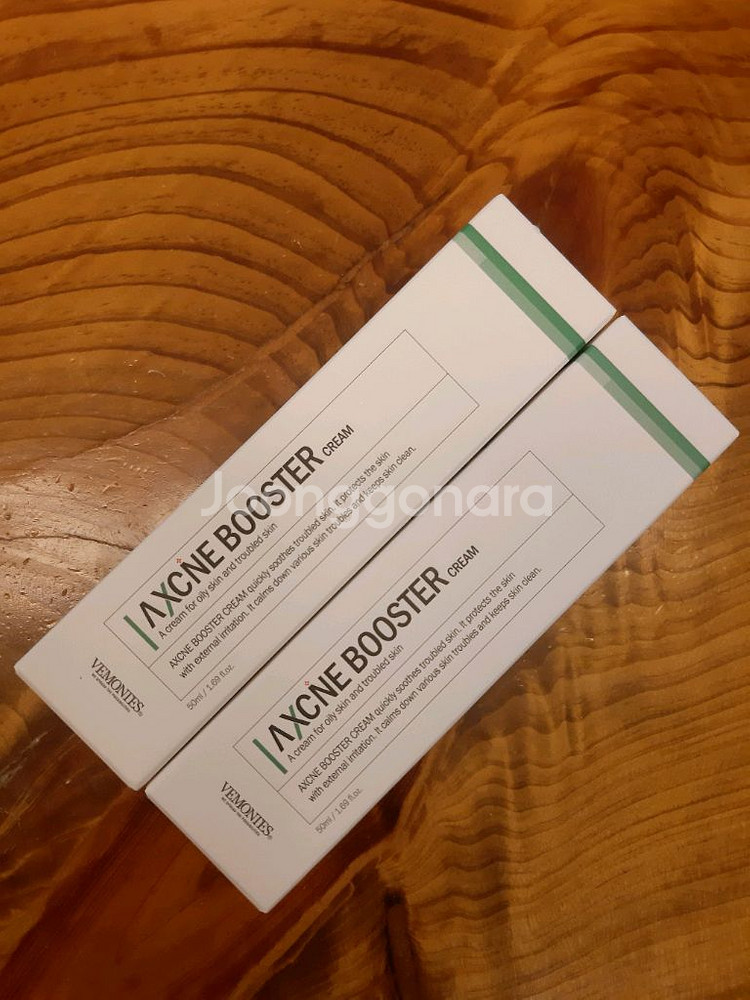 AXCNE BOOSTER CREAM
A cream for oily skin and troubled skin
AXCNE BOOSTER CREAM quickly soothes troubled skin. It protects the skin
with external irritation. It calms down various skin troubles and keeps skin clean.
50ml / 1.69 fl.oz.
VEMONTES
Joonggonara
AXCNE BOOSTER CREAM
A cream for oily skin and troubled skin
AXCNE BOOSTER CREAM quickly soothes troubled skin. It protects the skin
with external irritation. It calms down various skin troubles and keeps skin clean.
50ml / 1.69 fl.oz.
VEMONTES